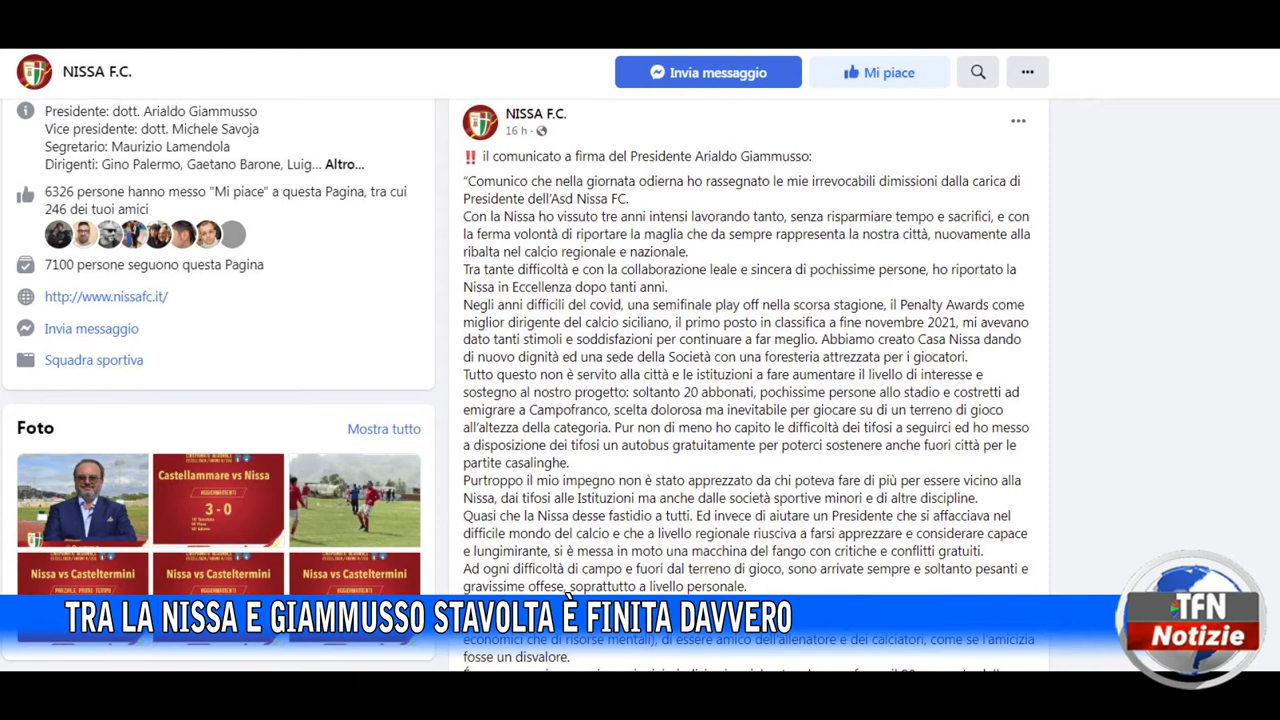 NISSA F.C.
Invia messaggio
Mi piace
Presidente: dott. Arialdo Giammusso
Vice presidente: dott. Michele Savoja
Segretario: Maurizio Lamendola
Dirigenti: Gino Palermo, Gaetano Barone, Luig... Altro...
6326 persone hanno messo "Mi piace" a questa Pagina, tra cui
246 dei tuoi amici
7100 persone seguono questa Pagina
http://www.nissafc.it/
Invia messaggio
Squadra sportiva
Foto
Mostra tutto
Castellammare vs Nissa
AGGIORNAMENTI
3 - 0
Nissa vs Casteltermini
Nissa vs Casteltermini
Nissa vs Casteltermini
NISSA F.C.
16 h ·
‼ il comunicato a firma del Presidente Arialdo Giammusso:
“Comunico che nella giornata odierna ho rassegnato le mie irrevocabili dimissioni dalla carica di
Presidente dell’Asd Nissa FC.
Con la Nissa ho vissuto tre anni intensi lavorando tanto, senza risparmiare tempo e sacrifici, e con
la ferma volontà di riportare la maglia che da sempre rappresenta la nostra città, nuovamente alla
ribalta nel calcio regionale e nazionale.
Tra tante difficoltà e con la collaborazione leale e sincera di pochissime persone, ho riportato la
Nissa in Eccellenza dopo tanti anni.
Negli anni difficili del covid, una semifinale play off nella scorsa stagione, il Penalty Awards come
miglior dirigente del calcio siciliano, il primo posto in classifica a fine novembre 2021, mi avevano
dato tanti stimoli e soddisfazioni per continuare a far meglio. Abbiamo creato Casa Nissa dando
di nuovo dignità ed una sede della Società con una foresteria attrezzata per i giocatori.
Tutto questo non è servito alla città e le istituzioni a fare aumentare il livello di interesse e
sostegno al nostro progetto: soltanto 20 abbonati, pochissime persone allo stadio e costretti ad
emigrare a Campofranco, scelta dolorosa ma inevitabile per giocare su di un terreno di gioco
all’altezza della categoria. Pur non di meno ho capito le difficoltà dei tifosi a seguirci ed ho messo
a disposizione dei tifosi un autobus gratuitamente per poterci sostenere anche fuori città per le
partite casalinghe.
Purtroppo il mio impegno non è stato apprezzato da chi poteva fare di più per essere vicino alla
Nissa, dai tifosi alle Istituzioni ma anche dalle società sportive minori e di altre discipline.
Quasi che la Nissa desse fastidio a tutti. Ed invece di aiutare un Presidente che si affacciava nel
difficile mondo del calcio e che a livello regionale riusciva a farsi apprezzare e considerare capace
e lungimirante, si è messa in moto una macchina del fango con critiche e conflitti gratuiti.
Ad ogni difficoltà di campo e fuori dal terreno di gioco, sono arrivate sempre e soltanto pesanti e
gravissime offese, soprattutto a livello personale.
economici che di risorse mentali), di essere amico dell’allenatore e dei calciatori, come se l’amicizia
fosse un disvalore.
TRA LA NISSA E GIAMMUSSO STAVOLTA È FINITA DAVVERO
TFN
Notizie